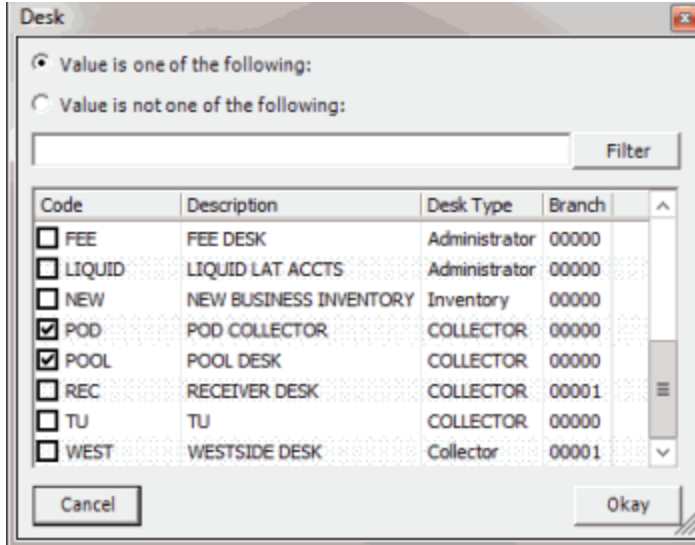 Desk
Value is one of the following:
Value is not one of the following:
Filter
Code Description Desk Type Branch
FEE FEE DESK Administrator 00000
LIQUID LIQUID LAT ACCTS Administrator 00000
NEW NEW BUSINESS INVENTORY Inventory 00000
POD POD COLLECTOR COLLECTOR 00000
POOL POOL DESK COLLECTOR 00000
REC RECEIVER DESK COLLECTOR 00001
TU TU COLLECTOR 00000
WEST WESTSIDE DESK Collector 00001
Cancel Okay